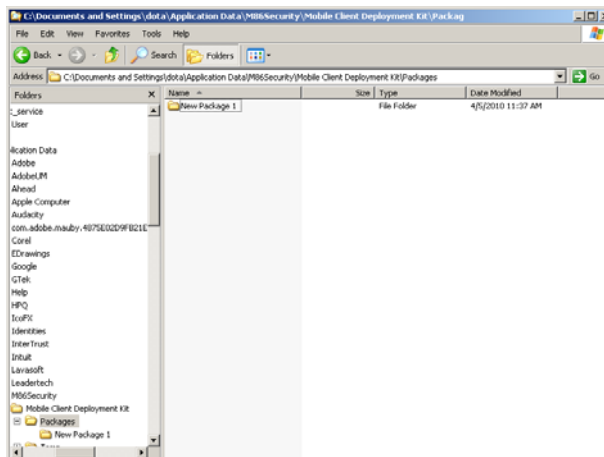 C:\Documents and Settings\dota\Application Data\M86Security\Mobile Client Deployment Kit\Packag
File Edit View Favorites Tools Help
Back Search Folders
Address C:\Documents and Settings\dota\Application Data\M86Security\Mobile Client Deployment Kit\Packages Go
Folders x Name Size Type Date Modified
New Package 1 File Folder 4/5/2010 11:37 AM
:_service
User
lication Data
Adobe
AdobeUM
Ahead
Apple Computer
Audacity
com.adobe.mauby.4875E02D9FB21E
Corel
EDrawings
Google
GTek
Help
HPQ
IcoFX
Identities
InterTrust
Intuit
Lavasoft
Leadertech
M86Security
Mobile Client Deployment Kit
Packages
New Package 1